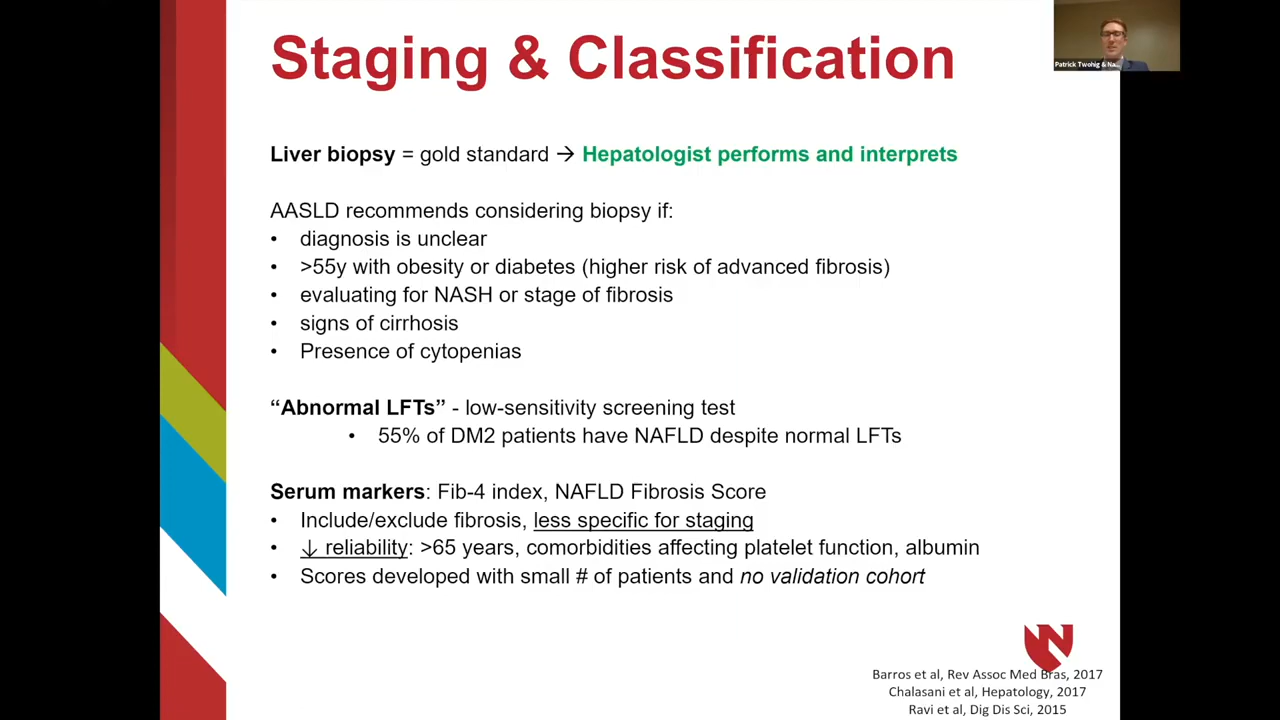 Staging & Classification
Patrick Twohig & Na...
Liver biopsy = gold standard → Hepatologist performs and interprets
AASLD recommends considering biopsy if:
• diagnosis is unclear
• >55y with obesity or diabetes (higher risk of advanced fibrosis)
• evaluating for NASH or stage of fibrosis
• signs of cirrhosis
• Presence of cytopenias
“Abnormal LFTs” - low-sensitivity screening test
• 55% of DM2 patients have NAFLD despite normal LFTs
Serum markers: Fib-4 index, NAFLD Fibrosis Score
• Include/exclude fibrosis, less specific for staging
• ↓ reliability: >65 years, comorbidities affecting platelet function, albumin
• Scores developed with small # of patients and no validation cohort
N
Barros et al, Rev Assoc Med Bras, 2017
Chalasani et al, Hepatology, 2017
Ravi et al, Dig Dis Sci, 2015